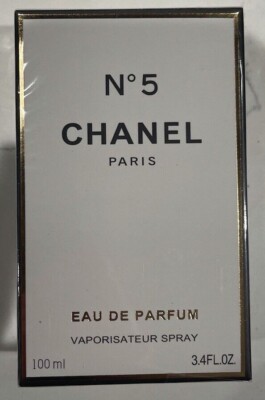 N°5
CHANEL
PARIS
EAU DE PARFUM
VAPORISATEUR SPRAY
100 ml 3.4FL.OZ.